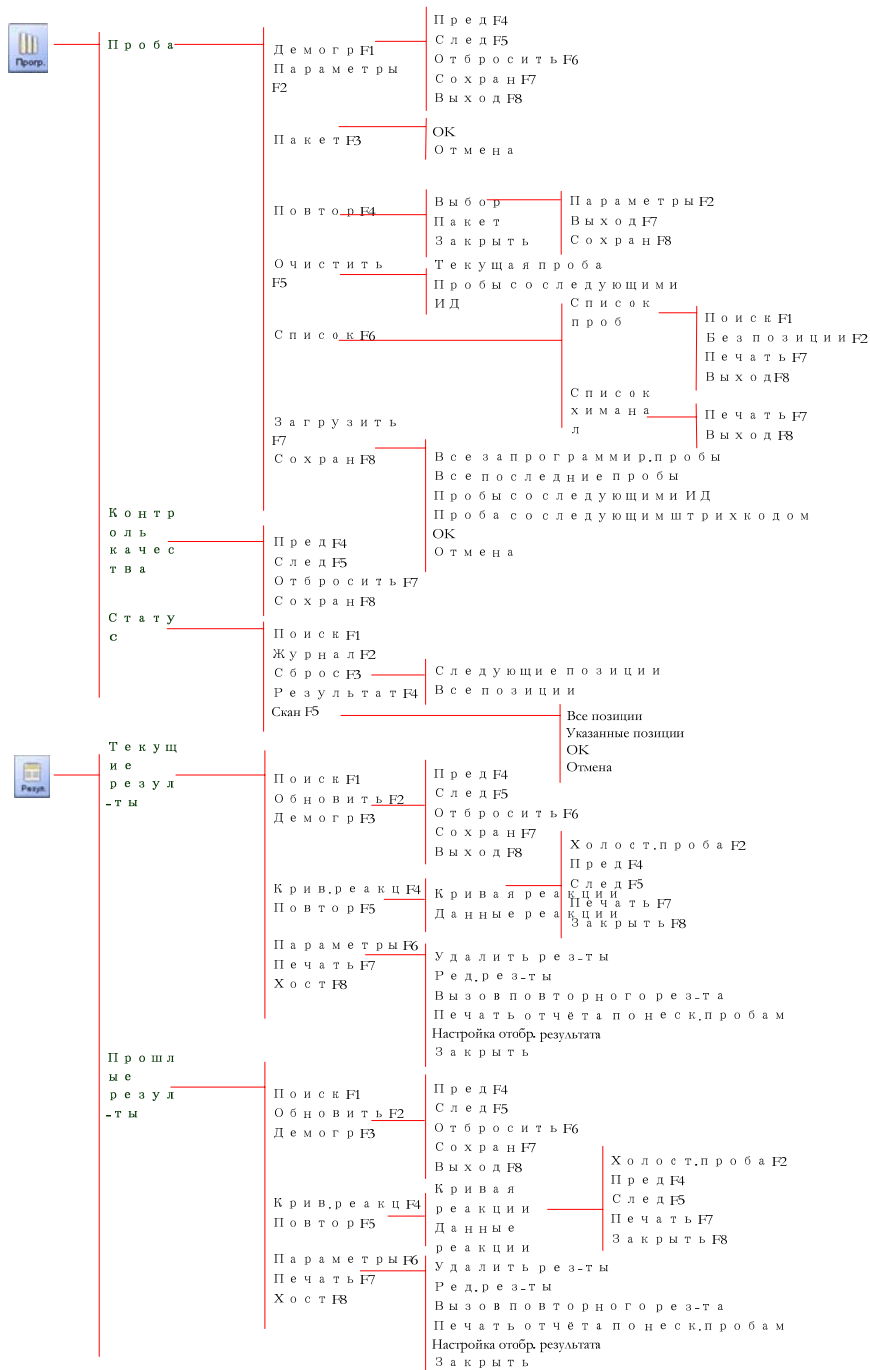 Прогр.
Проба
Демогр F1
Параметры
F2
Пред F4
След F5
Отбросить F6
Сохран F7
Выход F8
Пакет F3
OK
Отмена
Повтор F4
Выбор
Пакет
Закрыть
Параметры F2
Выход F7
Сохран F8
Очистить
F5
Текущая проба
Пробы со следующими
ИД
Список F6
Список
проб
Поиск F1
Без позиции F2
Печать F7
Выход F8
Список
химана
л
Печать F7
Выход F8
Загрузить
F7
Сохран F8
Все запрограммир. пробы
Все последние пробы
Пробы со следующими ИД
Проба со следующим штрихкодом
OK
Отмена
Контр
оль
качес
тва
Пред F4
След F5
Отбросить F7
Сохран F8
Стату
с
Поиск F1
Журнал F2
Сброс F3
Результат F4
Скан F5
Следующие позиции
Все позиции
Все позиции
Указанные позиции
OK
Отмена
Резул.
Текущ
ие
резул
-ты
Поиск F1
Обновить F2
Демогр F3
Пред F4
След F5
Отбросить F6
Сохран F7
Выход F8
Крив.реакц F4
Повтор F5
Кривая реакции
Данные реакции
Холост.проба F2
Пред F4
След F5
Печать F7
Закрыть F8
Параметры F6
Печать F7
Хост F8
Удалить рез-ты
Ред.рез-ты
Вызов повторного рез-та
Печать отчёта по неск.пробам
Настройка отобр. результата
Закрыть
Прошл
ые
резул
-ты
Поиск F1
Обновить F2
Демогр F3
Пред F4
След F5
Отбросить F6
Сохран F7
Выход F8
Крив.реакц F4
Повтор F5
Кривая
реакции
Данные
реакции
Холост.проба F2
Пред F4
След F5
Печать F7
Закрыть F8
Параметры F6
Печать F7
Хост F8
Удалить рез-ты
Ред.рез-ты
Вызов повторного рез-та
Печать отчёта по неск.пробам
Настройка отобр. результата
Закрыть